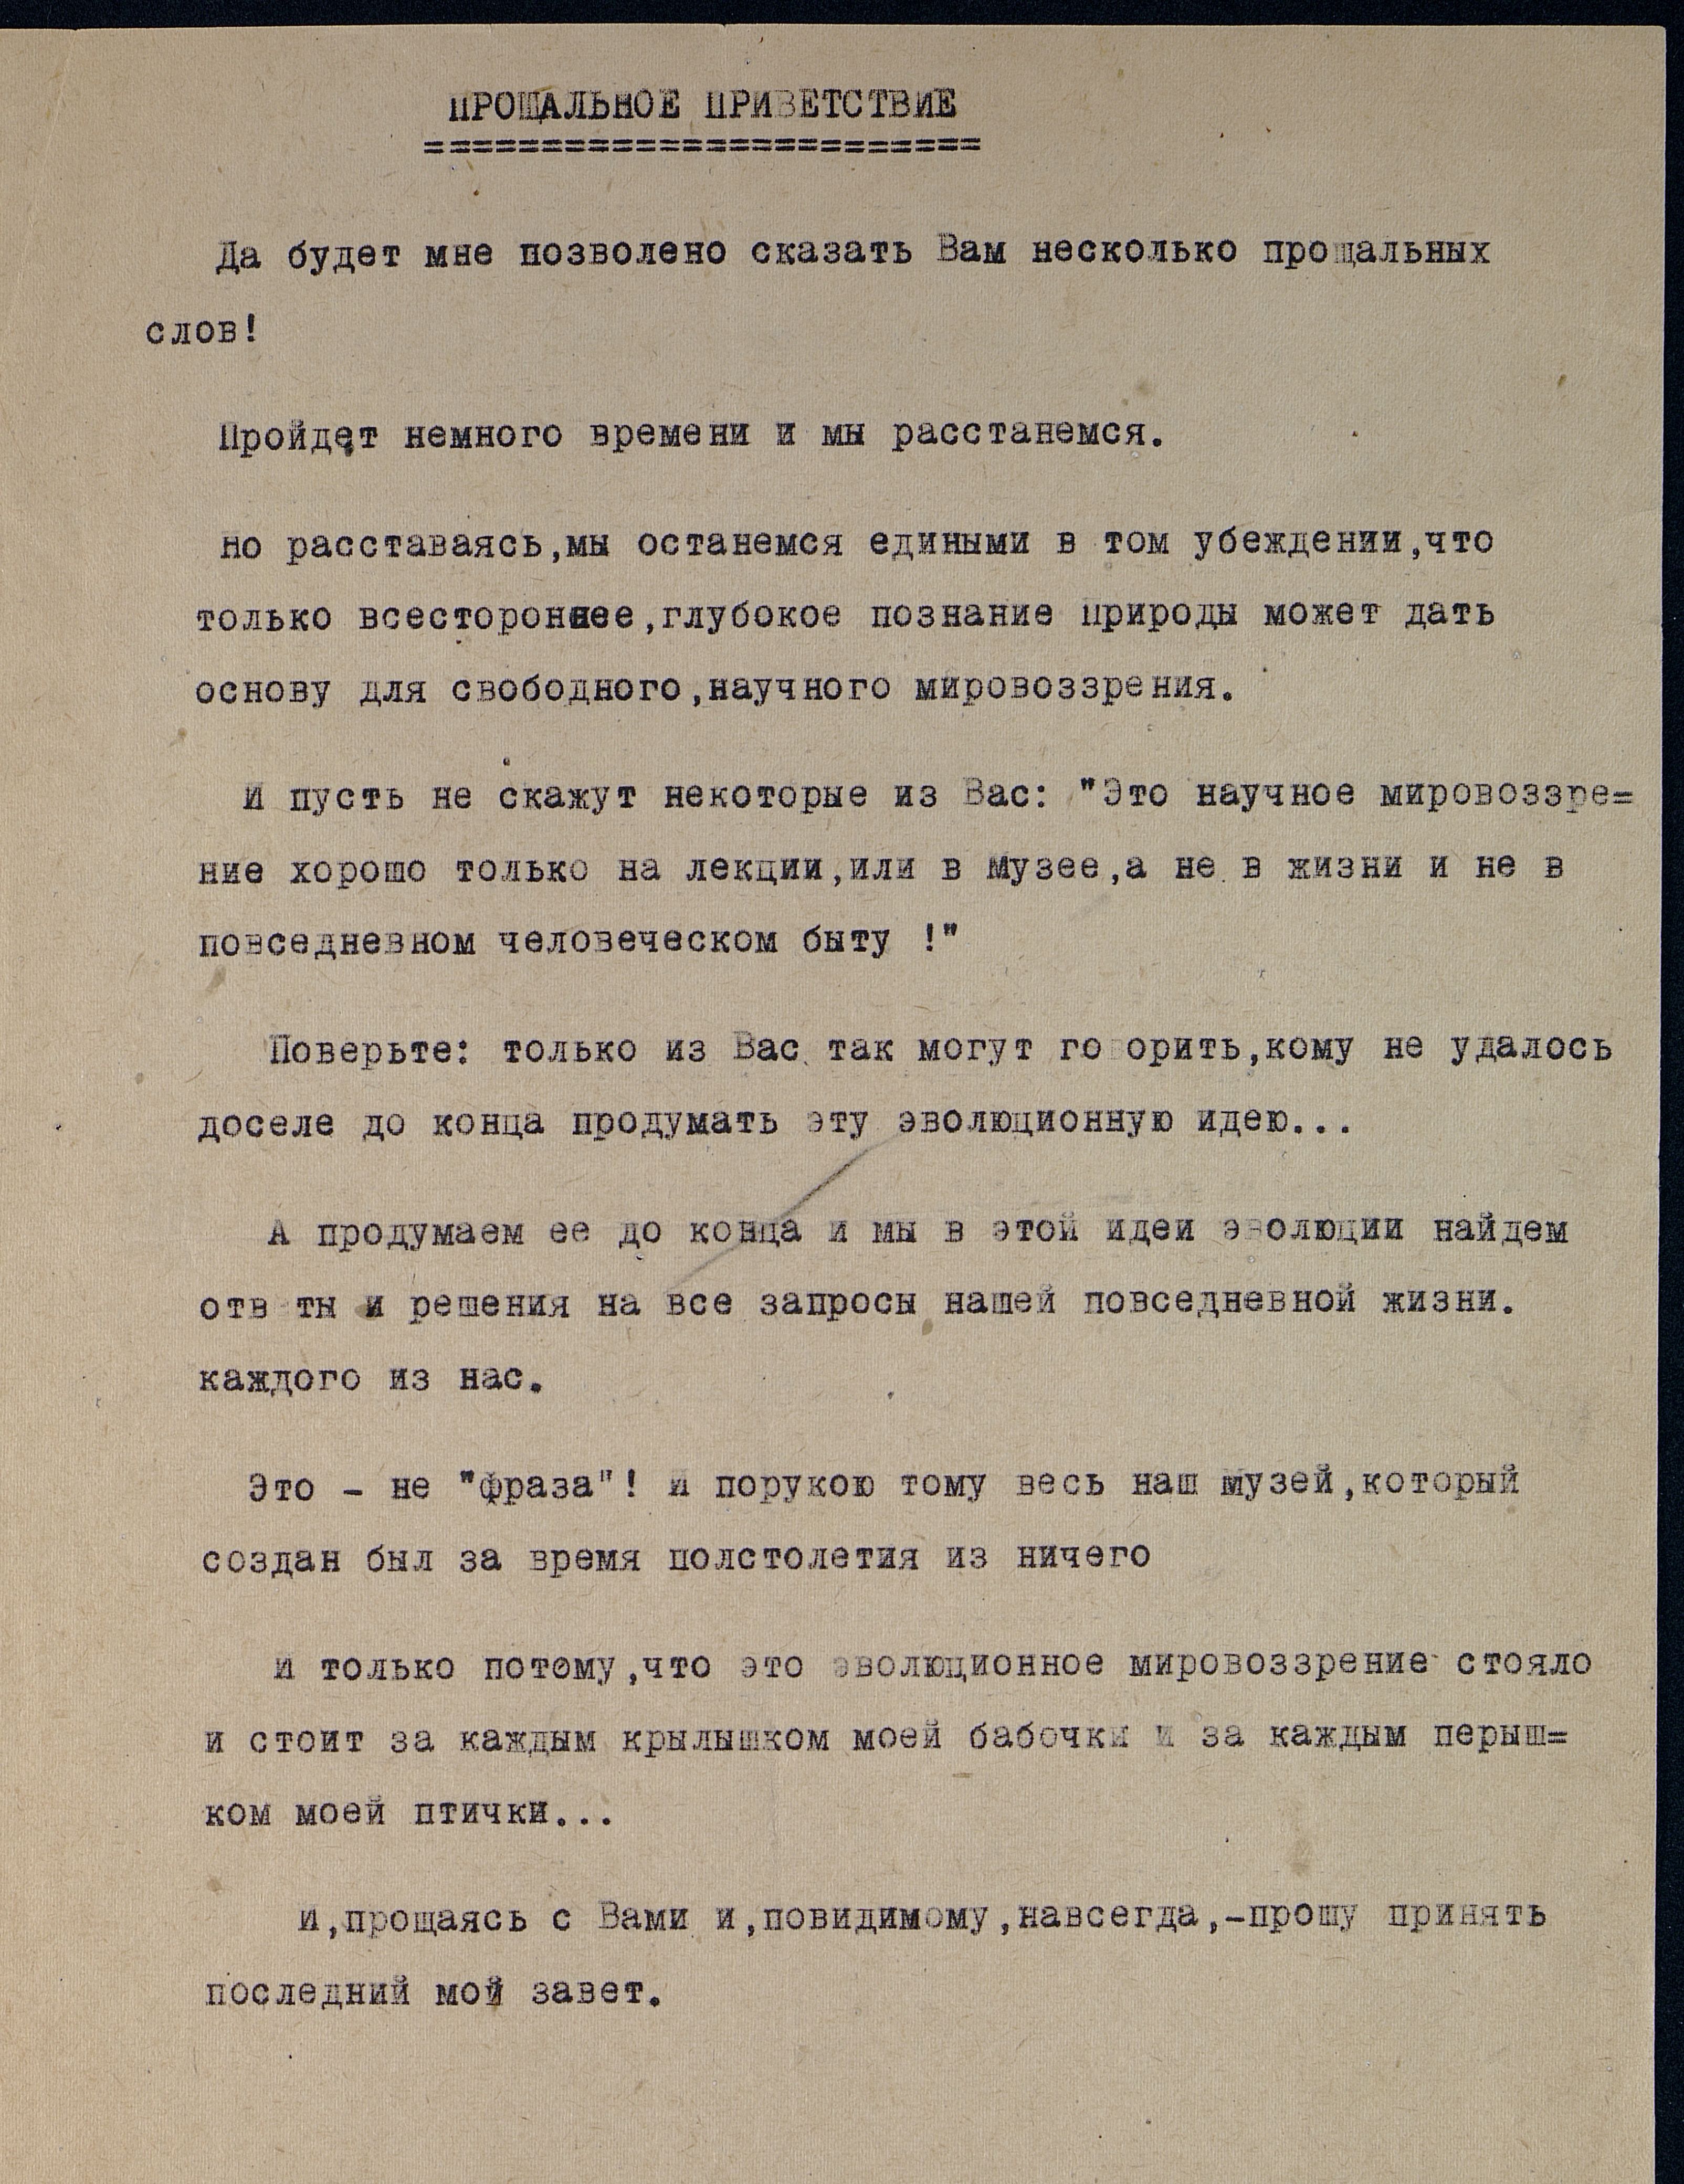 ПРОЩАЛЬНОЕ ПРИВЕТСТВИЕ
========================
Да будет мне позволено сказать Вам несколько прощальных
слов!
Пройдет немного времени и мы расстанемся.
Но расставаясь,мы останемся едиными в том убеждении,что
только всестороннее,глубокое познание Природы может дать
основу для свободного,научного мировоззрения.
И пусть не скажут некоторые из Вас: "Это научное мировоззре=
ние хорошо только на лекции,или в Музее,а не в жизни и не в
повседневном человеческом быту !"
Поверьте: только из Вас так могут говорить,кому не удалось
доселе до конца продумать эту эволюционную идею...
А продумаем ее до конца и мы в этой идеи эволюции найдем
отв ты и решения на все запросы нашей повседневной жизни.
каждого из нас.
Это - не "фраза"! И порукою тому весь наш Музей,который
создан был за время полстолетия из ничего
И только потому,что это эволюционное мировоззрение стояло
и стоит за каждым крылышком моей бабочки и за каждым перыш=
ком моей птички...
И,прощаясь с Вами и,повидимому,навсегда,-прошу принять
последний мой завет.